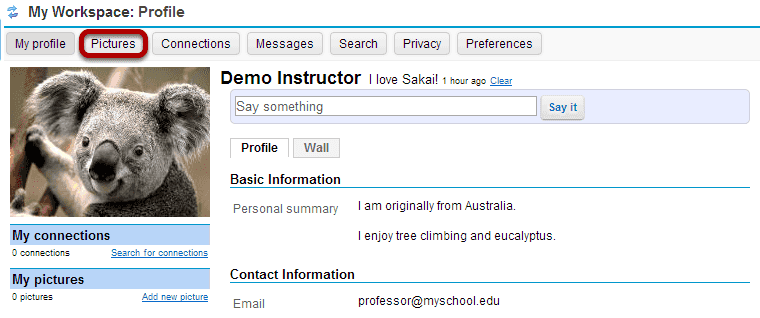 My Workspace: Profile
My profile Pictures Connections Messages Search Privacy Preferences
Demo Instructor I love Sakai! 1 hour ago Clear
Say something Say it
Profile Wall
Basic Information
Personal summary I am originally from Australia.
I enjoy tree climbing and eucalyptus.
My connections
0 connections Search for connections
My pictures
0 pictures Add new picture
Contact Information
Email professor@myschool.edu